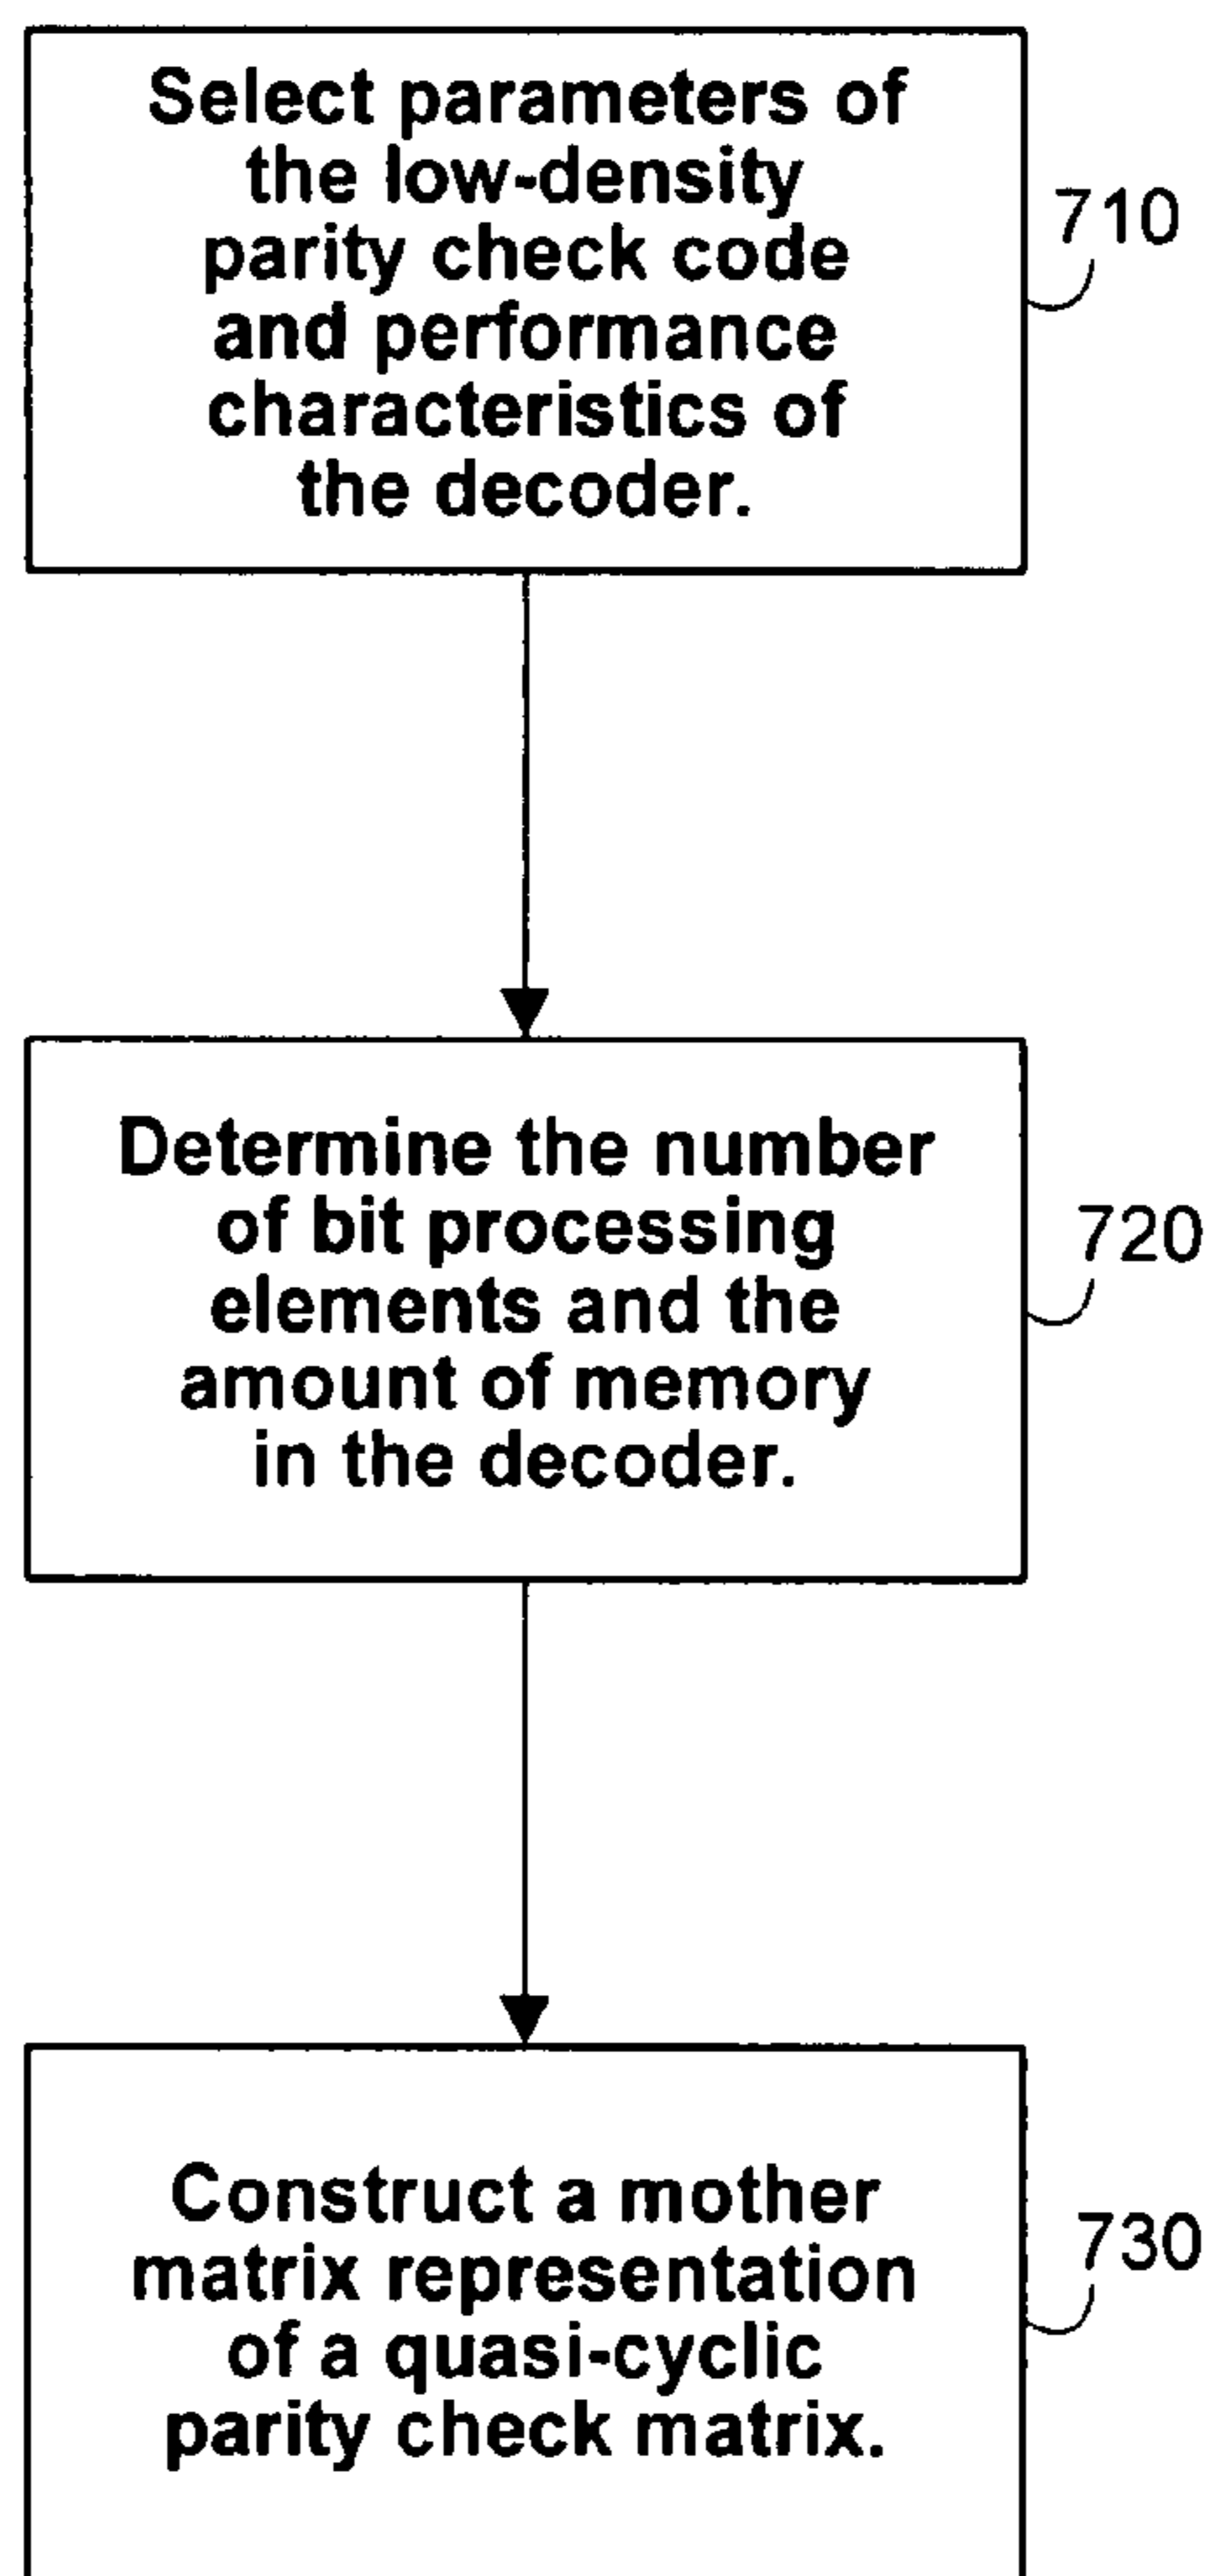 Select parameters of
the low-density
parity check code
and performance
characteristics of
the decoder.
710
Determine the number
of bit processing
elements and the
amount of memory
in the decoder.
720
Construct a mother
matrix representation
of a quasi-cyclic
parity check matrix.
730